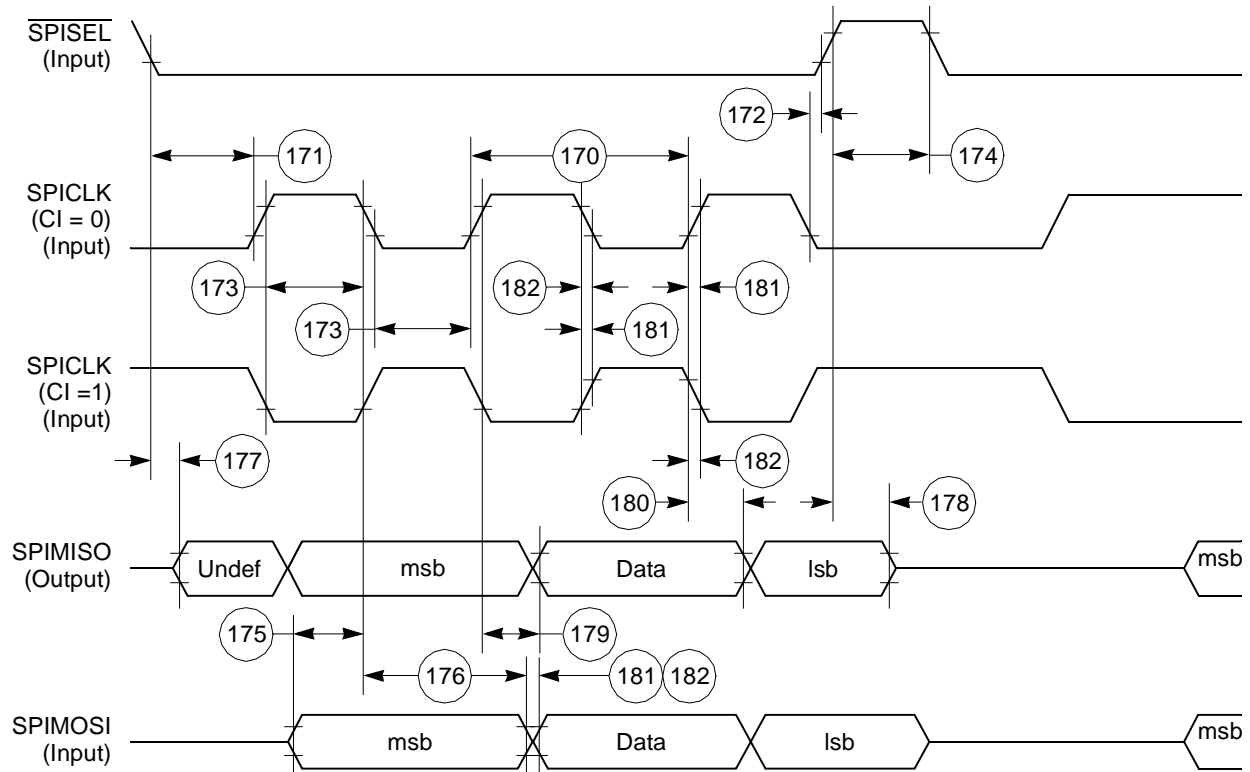 SPISEL
(Input)
172
171
170
174
SPICLK
(CI = 0)
(Input)
173
182
181
173
181
SPICLK
(CI =1)
(Input)
177
182
180
178
SPIMISO
(Output)
Undef
msb
Data
lsb
msb
175
179
176
181
182
SPIMOSI
(Input)
msb
Data
lsb
msb